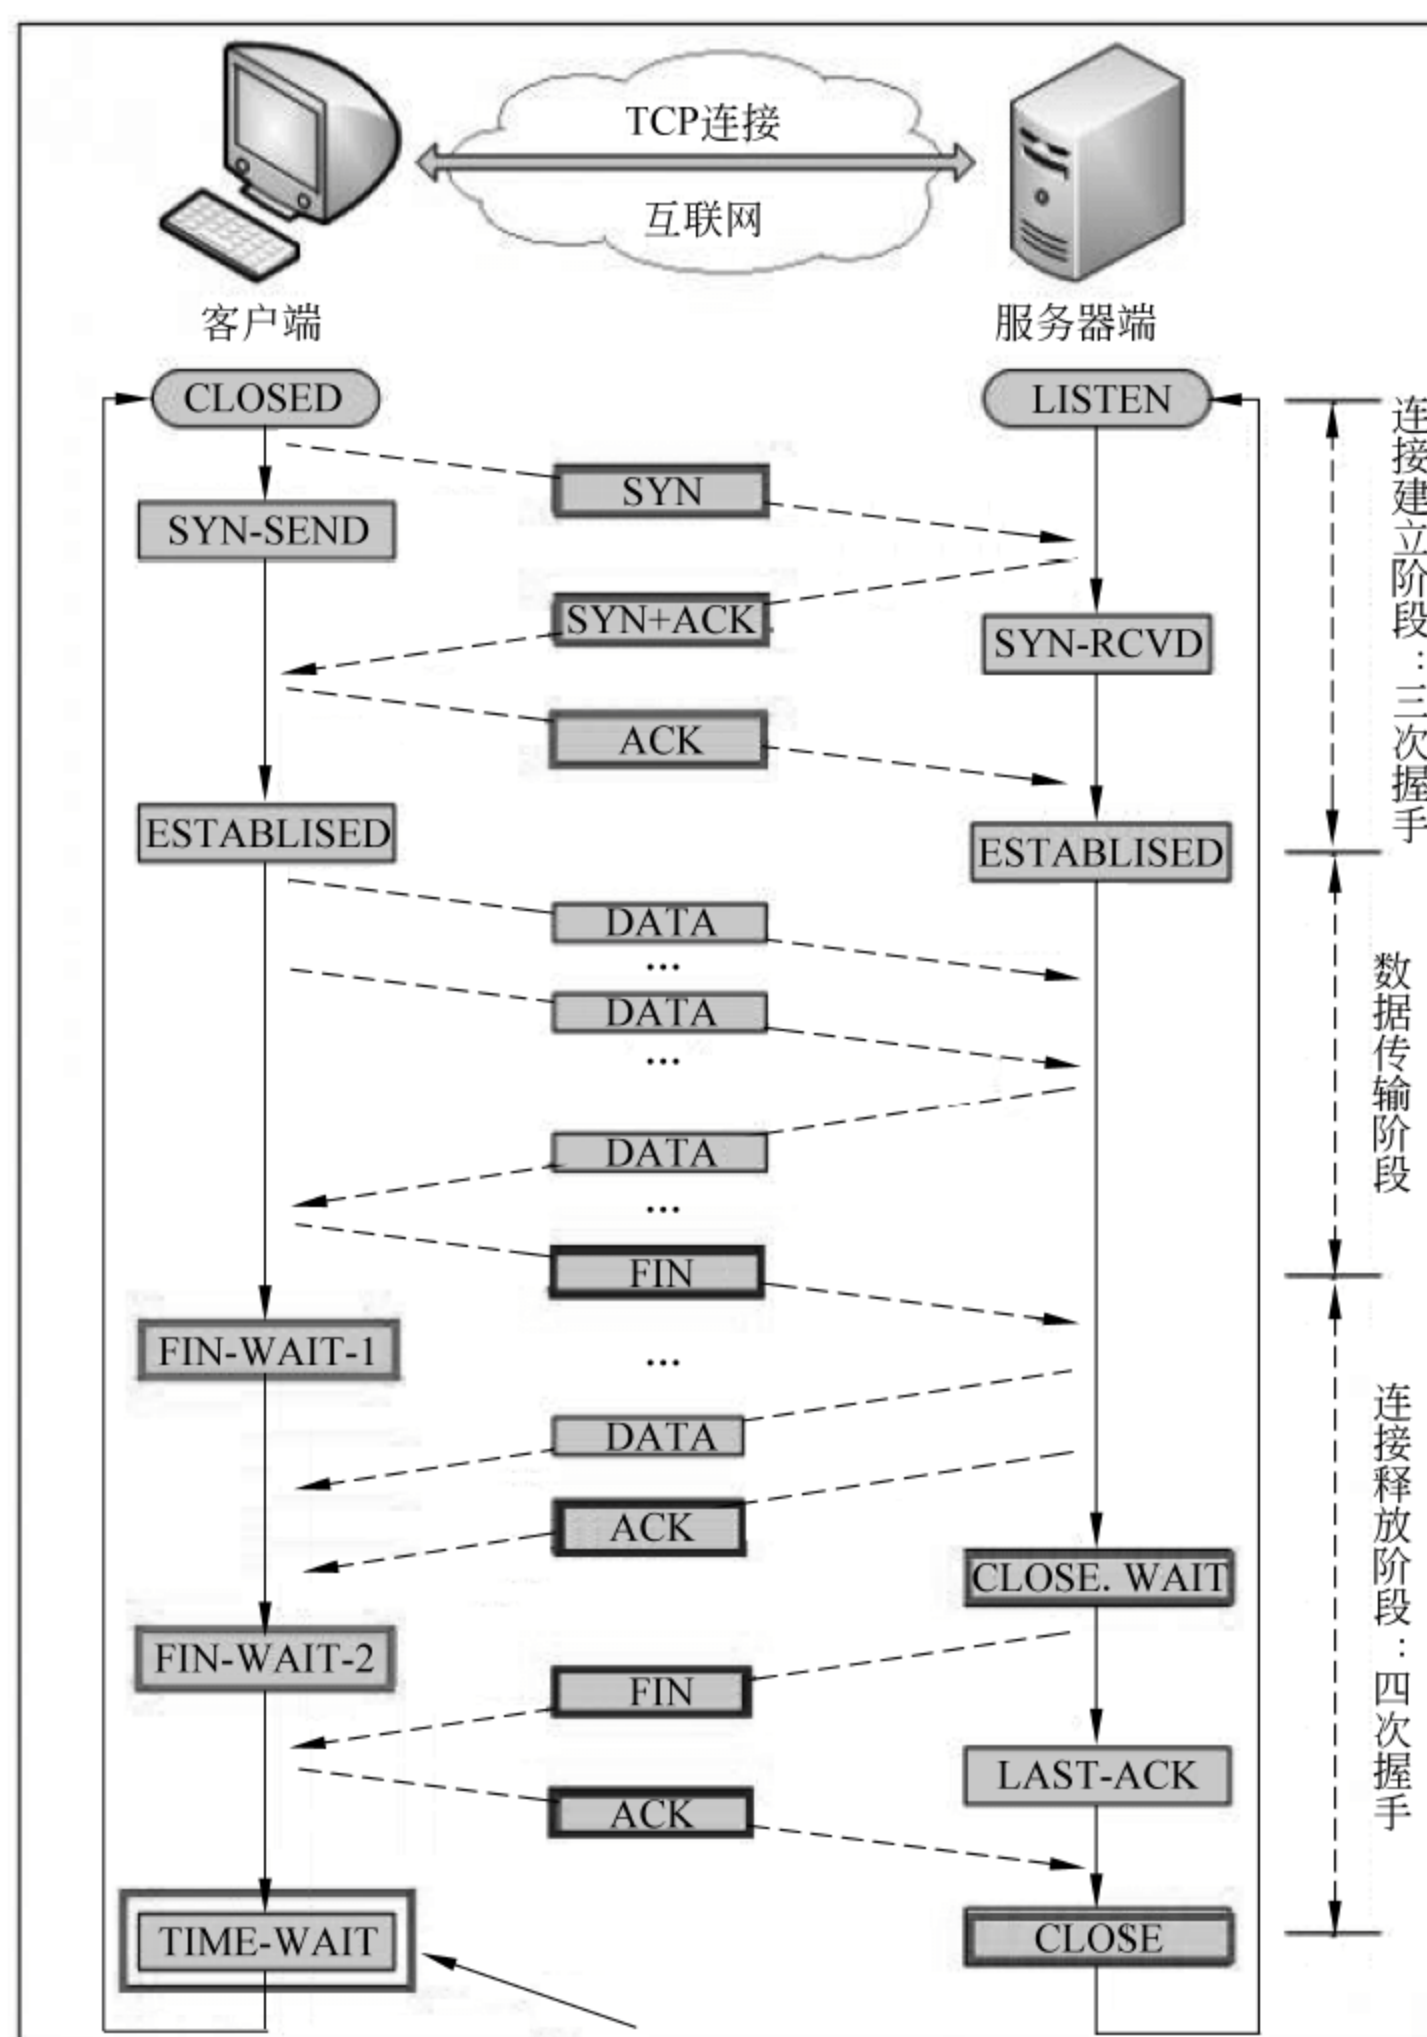 TCP连接
互联网
客户端
服务器端
CLOSED
LISTEN
SYN
SYN-SEND
SYN+ACK
SYN-RCVD
ACK
ESTABLISED
ESTABLISED
连接建立阶段：三次握手
DATA
...
DATA
...
DATA
...
数据传输阶段
FIN
FIN-WAIT-1
...
DATA
ACK
CLOSE. WAIT
FIN-WAIT-2
FIN
LAST-ACK
ACK
连接释放阶段：四次握手
TIME-WAIT
CLOSE